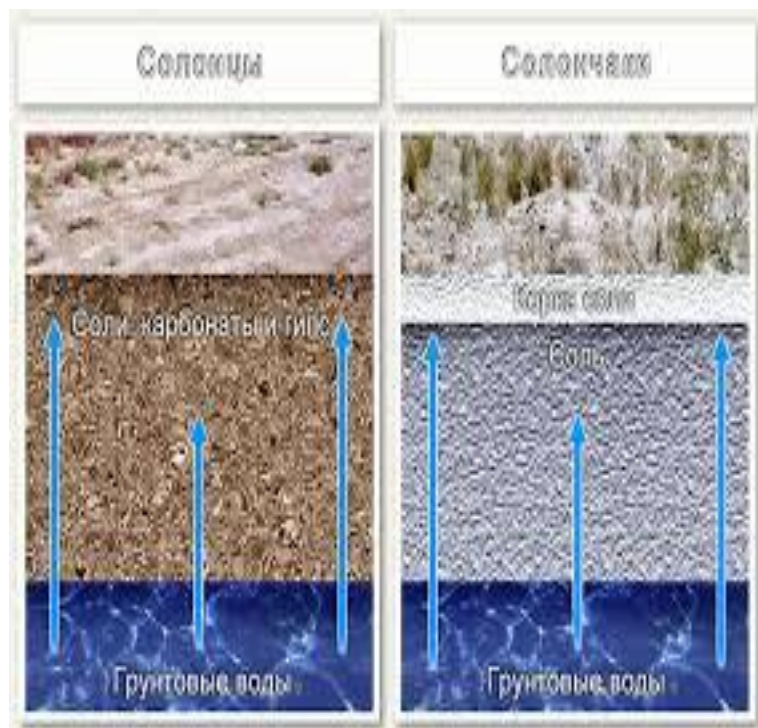 Солонцы
Солончаки
Соли, карбонаты и гипс
Корка соли
Соль
Грунтовые воды
Грунтовые воды